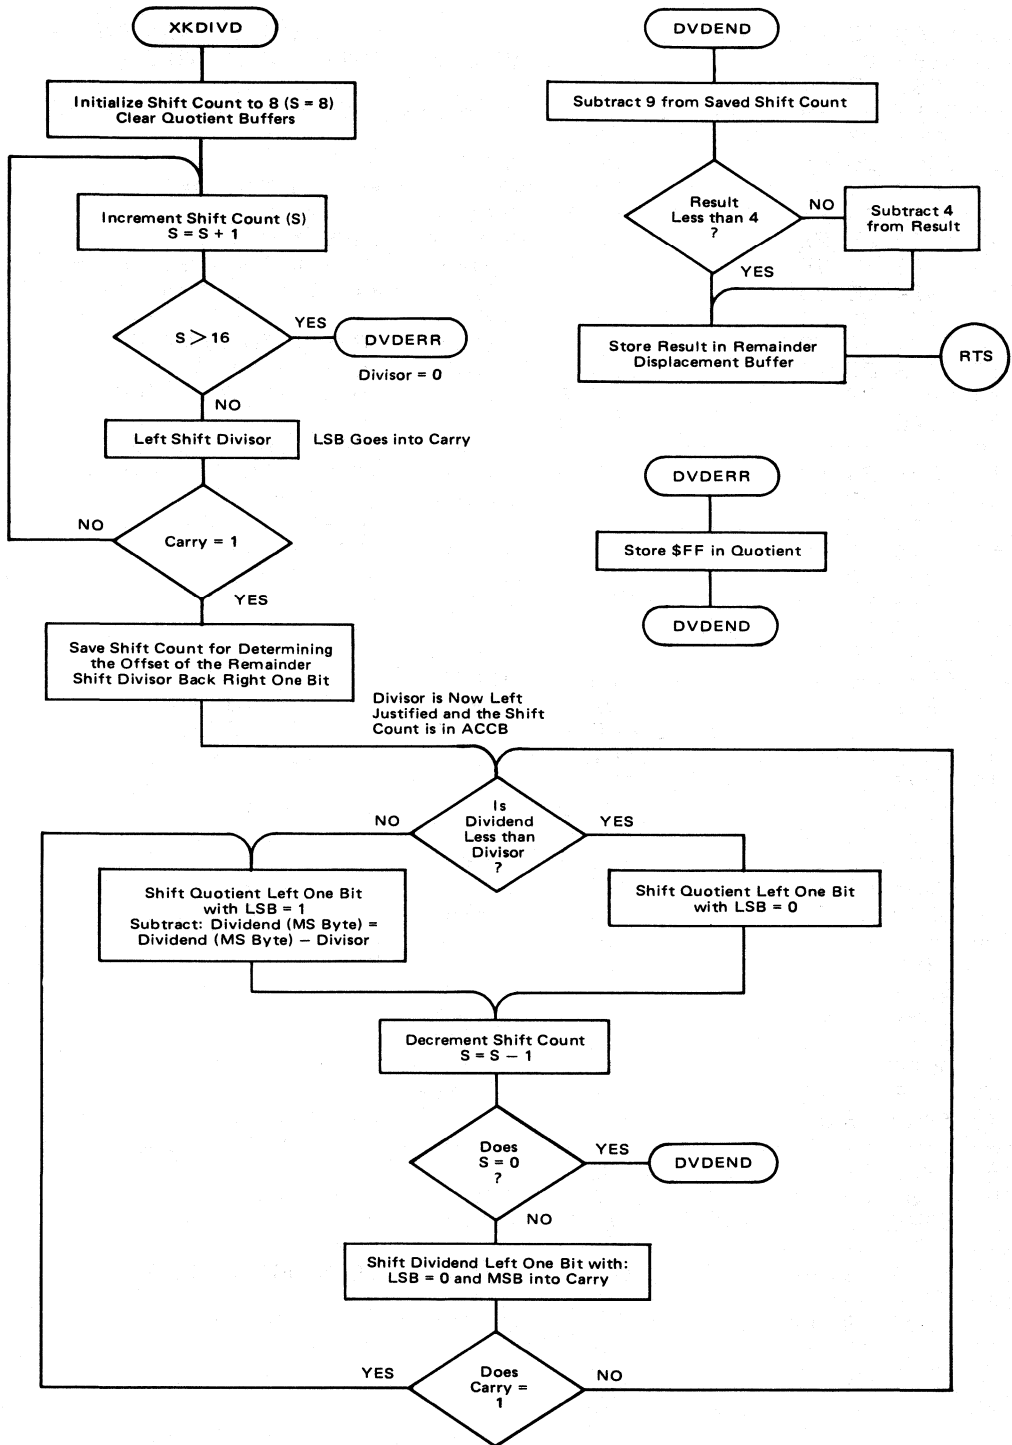 XKDIVD
Initialize Shift Count to 8 (S = 8)
Clear Quotient Buffers
Increment Shift Count (S)
S = S + 1
S > 16
YES
DVDERR
Divisor = 0
NO
Left Shift Divisor
LSB Goes into Carry
NO
Carry = 1
YES
Save Shift Count for Determining
the Offset of the Remainder
Shift Divisor Back Right One Bit
DVDEND
Subtract 9 from Saved Shift Count
Result
Less than 4
?
NO
Subtract 4
from Result
YES
Store Result in Remainder
Displacement Buffer
RTS
DVDERR
Store $FF in Quotient
DVDEND
Divisor is Now Left
Justified and the Shift
Count is in ACCB
Is
Dividend
Less than
Divisor
?
NO
YES
Shift Quotient Left One Bit
with LSB = 1
Subtract: Dividend (MS Byte) =
Dividend (MS Byte) − Divisor
Shift Quotient Left One Bit
with LSB = 0
Decrement Shift Count
S = S − 1
Does
S = 0
?
YES
DVDEND
NO
Shift Dividend Left One Bit with:
LSB = 0 and MSB into Carry
YES
Does
Carry =
1
NO